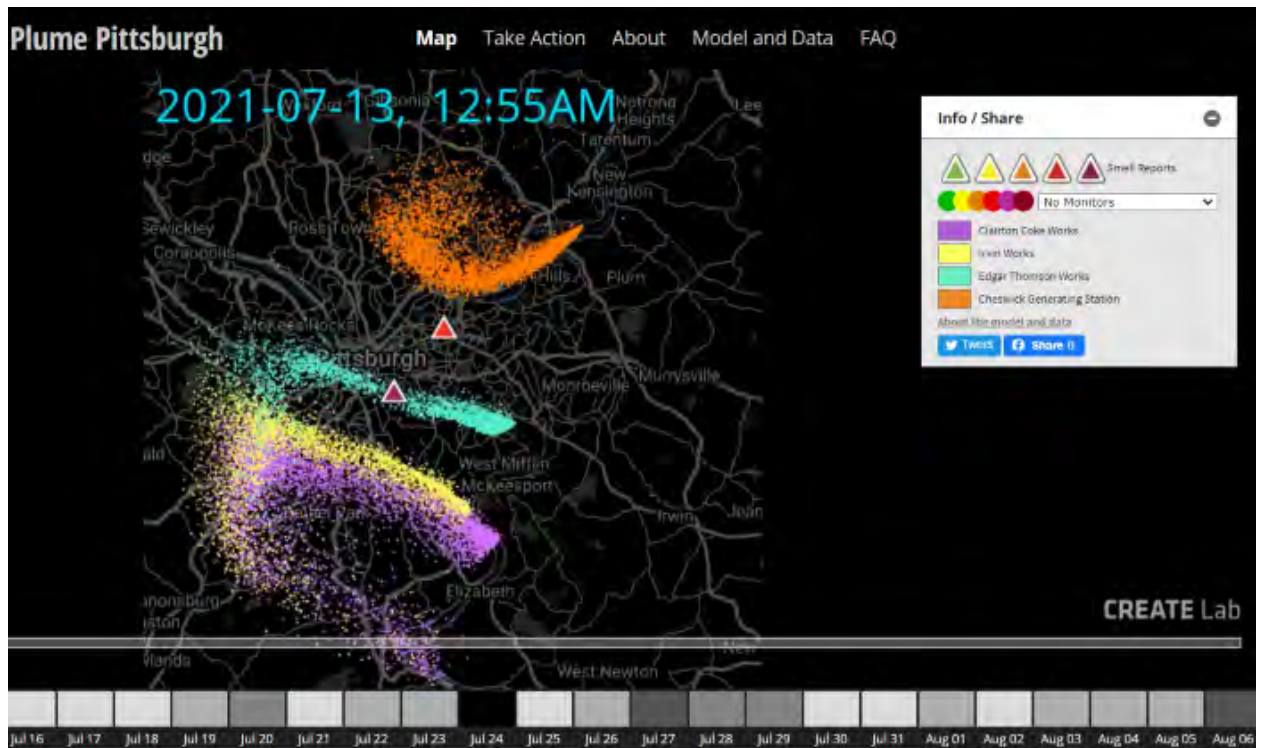 Plume Pittsburgh
Map Take Action About Model and Data FAQ
2021-07-13, 12:55AM
Info / Share
Smell Reports
No Monitors
Clairton Coke Works
Irvin Works
Edgar Thomson Works
Cheswick Generating Station
About the model and data
Tweet
Share 0
Notrona
Heights
Lee
Tarentum
New
Kensington
Sewickley
Coraopolis
Plum
McKees Rocks
Pittsburgh
Monroeville
Murrysville
West Mifflin
McKeesport
Irwin
Elizabeth
West Newton
CREATE Lab
Jul 16 Jul 17 Jul 18 Jul 19 Jul 20 Jul 21 Jul 22 Jul 23 Jul 24 Jul 25 Jul 26 Jul 27 Jul 28 Jul 29 Jul 30 Jul 31 Aug 01 Aug 02 Aug 03 Aug 04 Aug 05 Aug 06